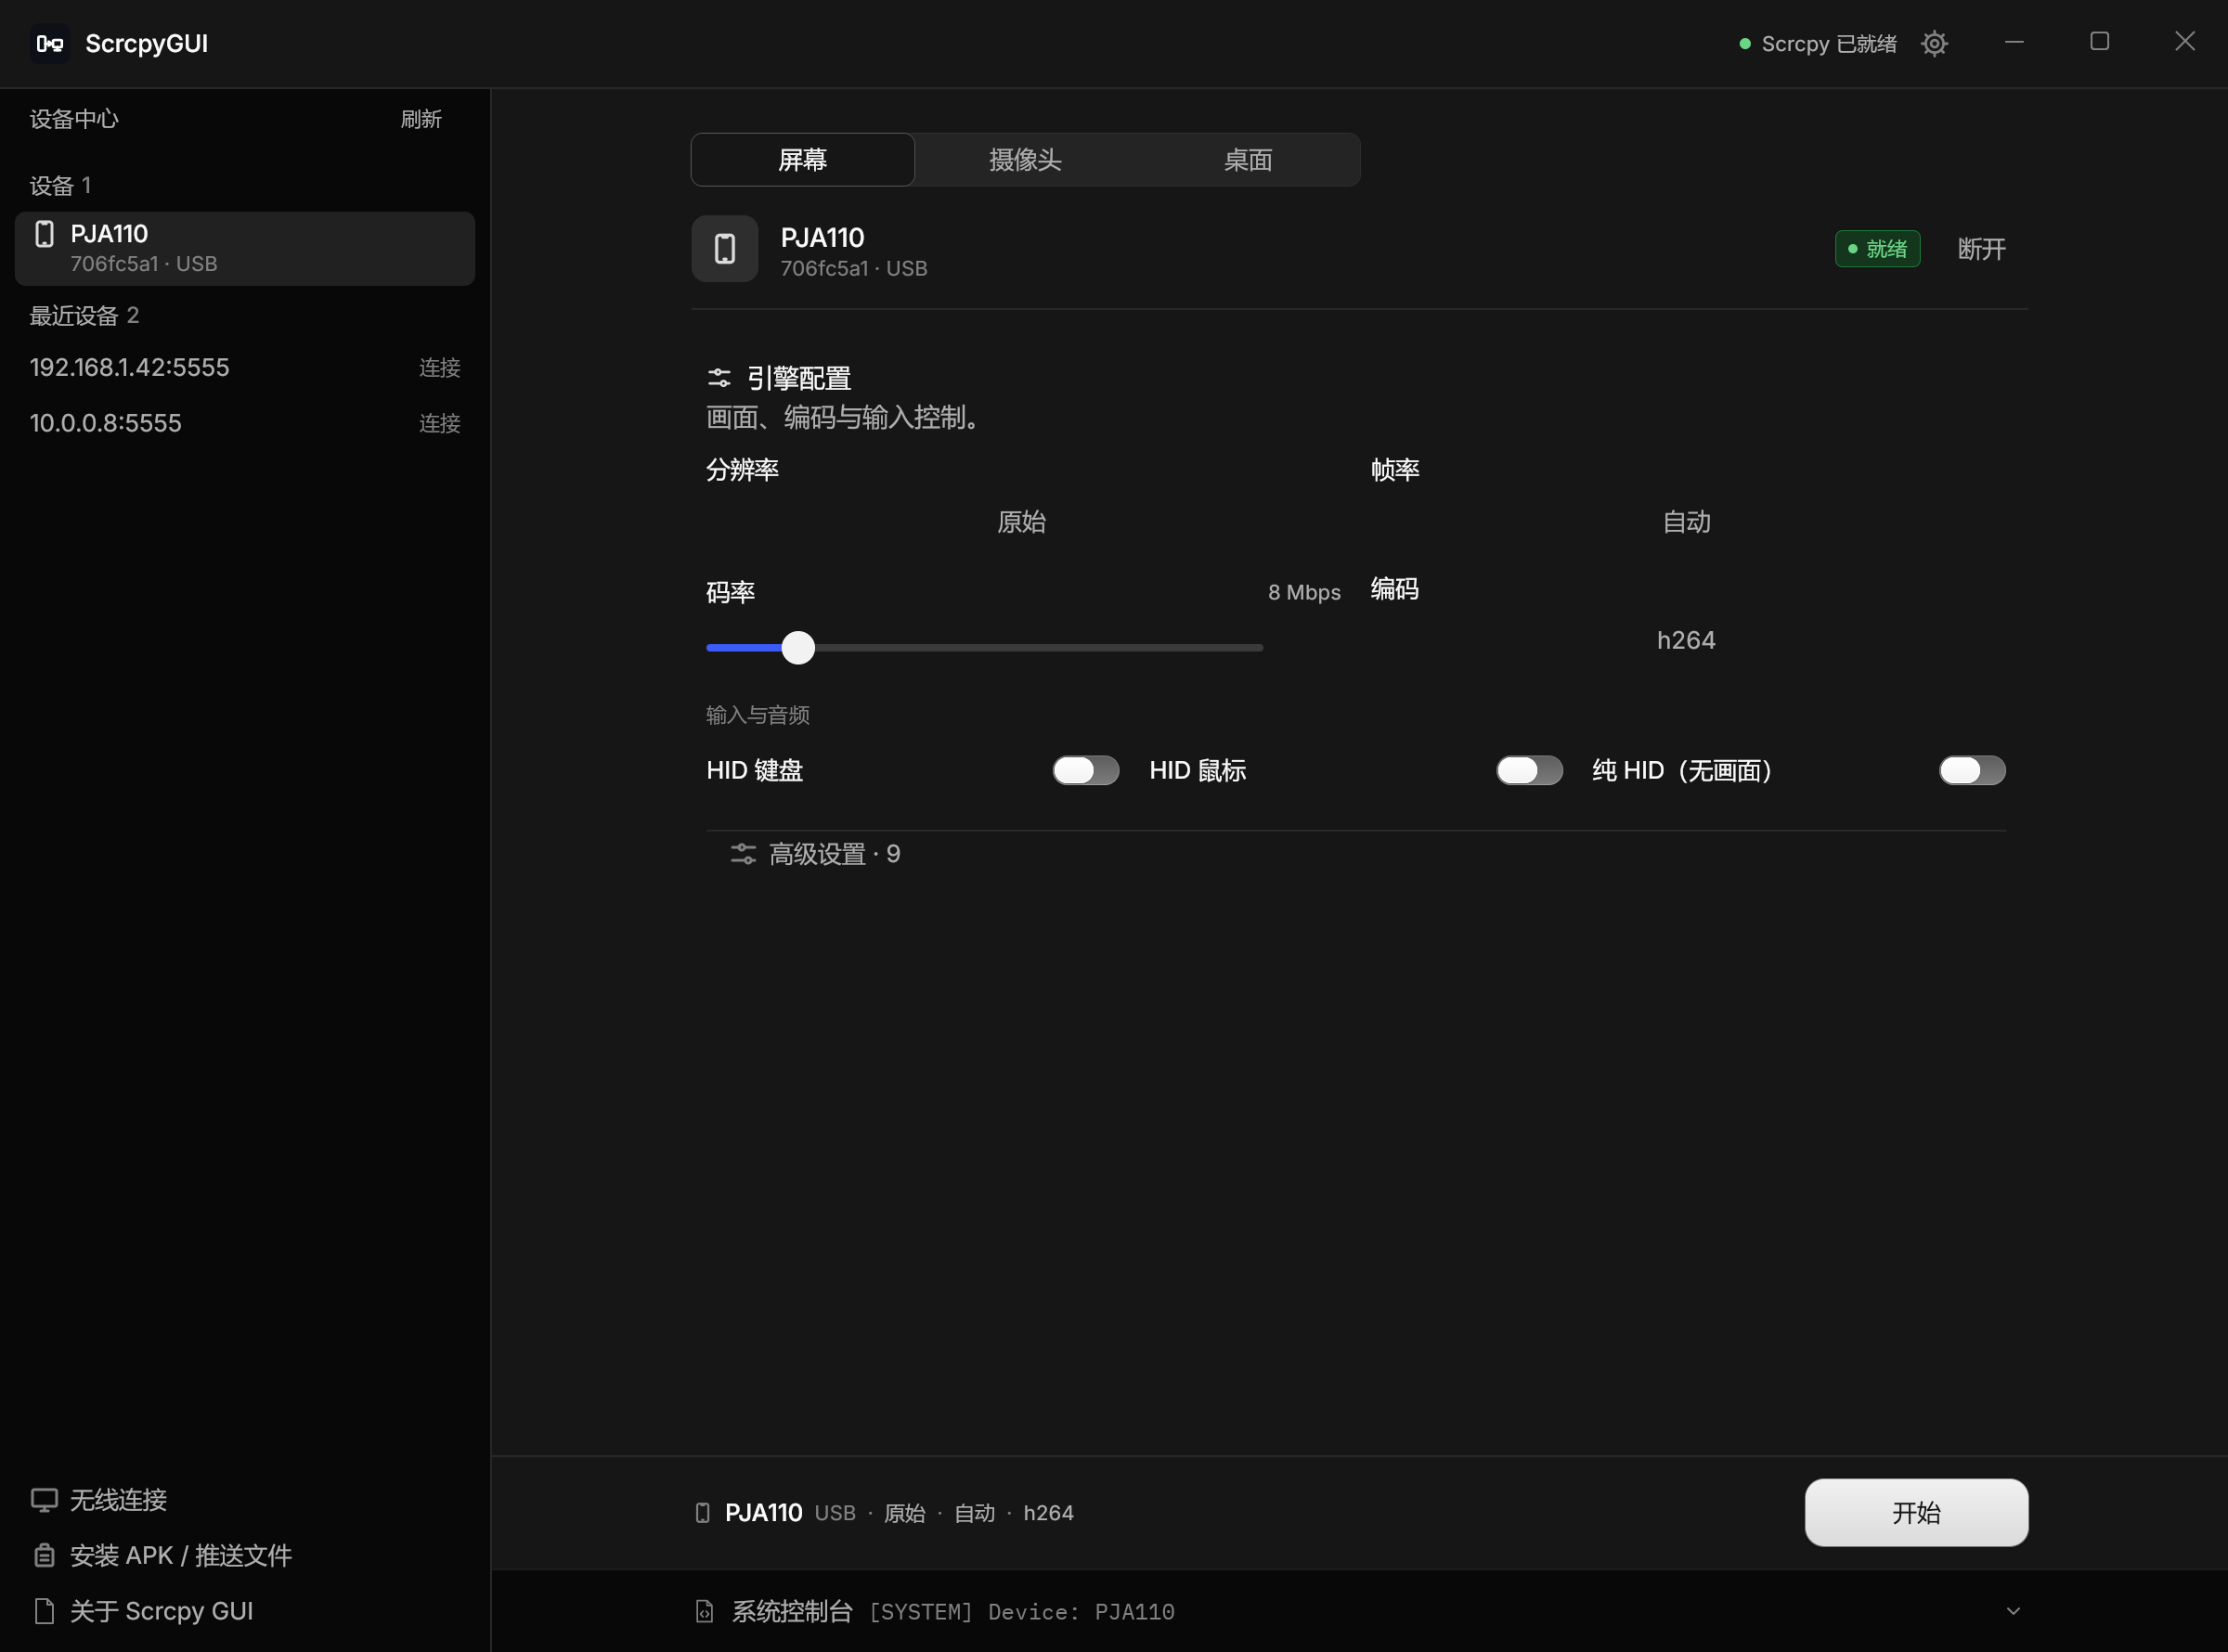 ScrcpyGUI
Scrcpy 已就绪
设备中心 刷新
设备 1
PJA110
706fc5a1 · USB
最近设备 2
192.168.1.42:5555 连接
10.0.0.8:5555 连接
无线连接
安装 APK / 推送文件
关于 Scrcpy GUI
屏幕 摄像头 桌面
PJA110
706fc5a1 · USB
就绪 断开
引擎配置
画面、编码与输入控制。
分辨率 帧率
原始 自动
码率 8 Mbps 编码
h264
输入与音频
HID 键盘 HID 鼠标 纯 HID（无画面）
高级设置 · 9
PJA110 USB · 原始 · 自动 · h264
开始
系统控制台 [SYSTEM] Device: PJA110